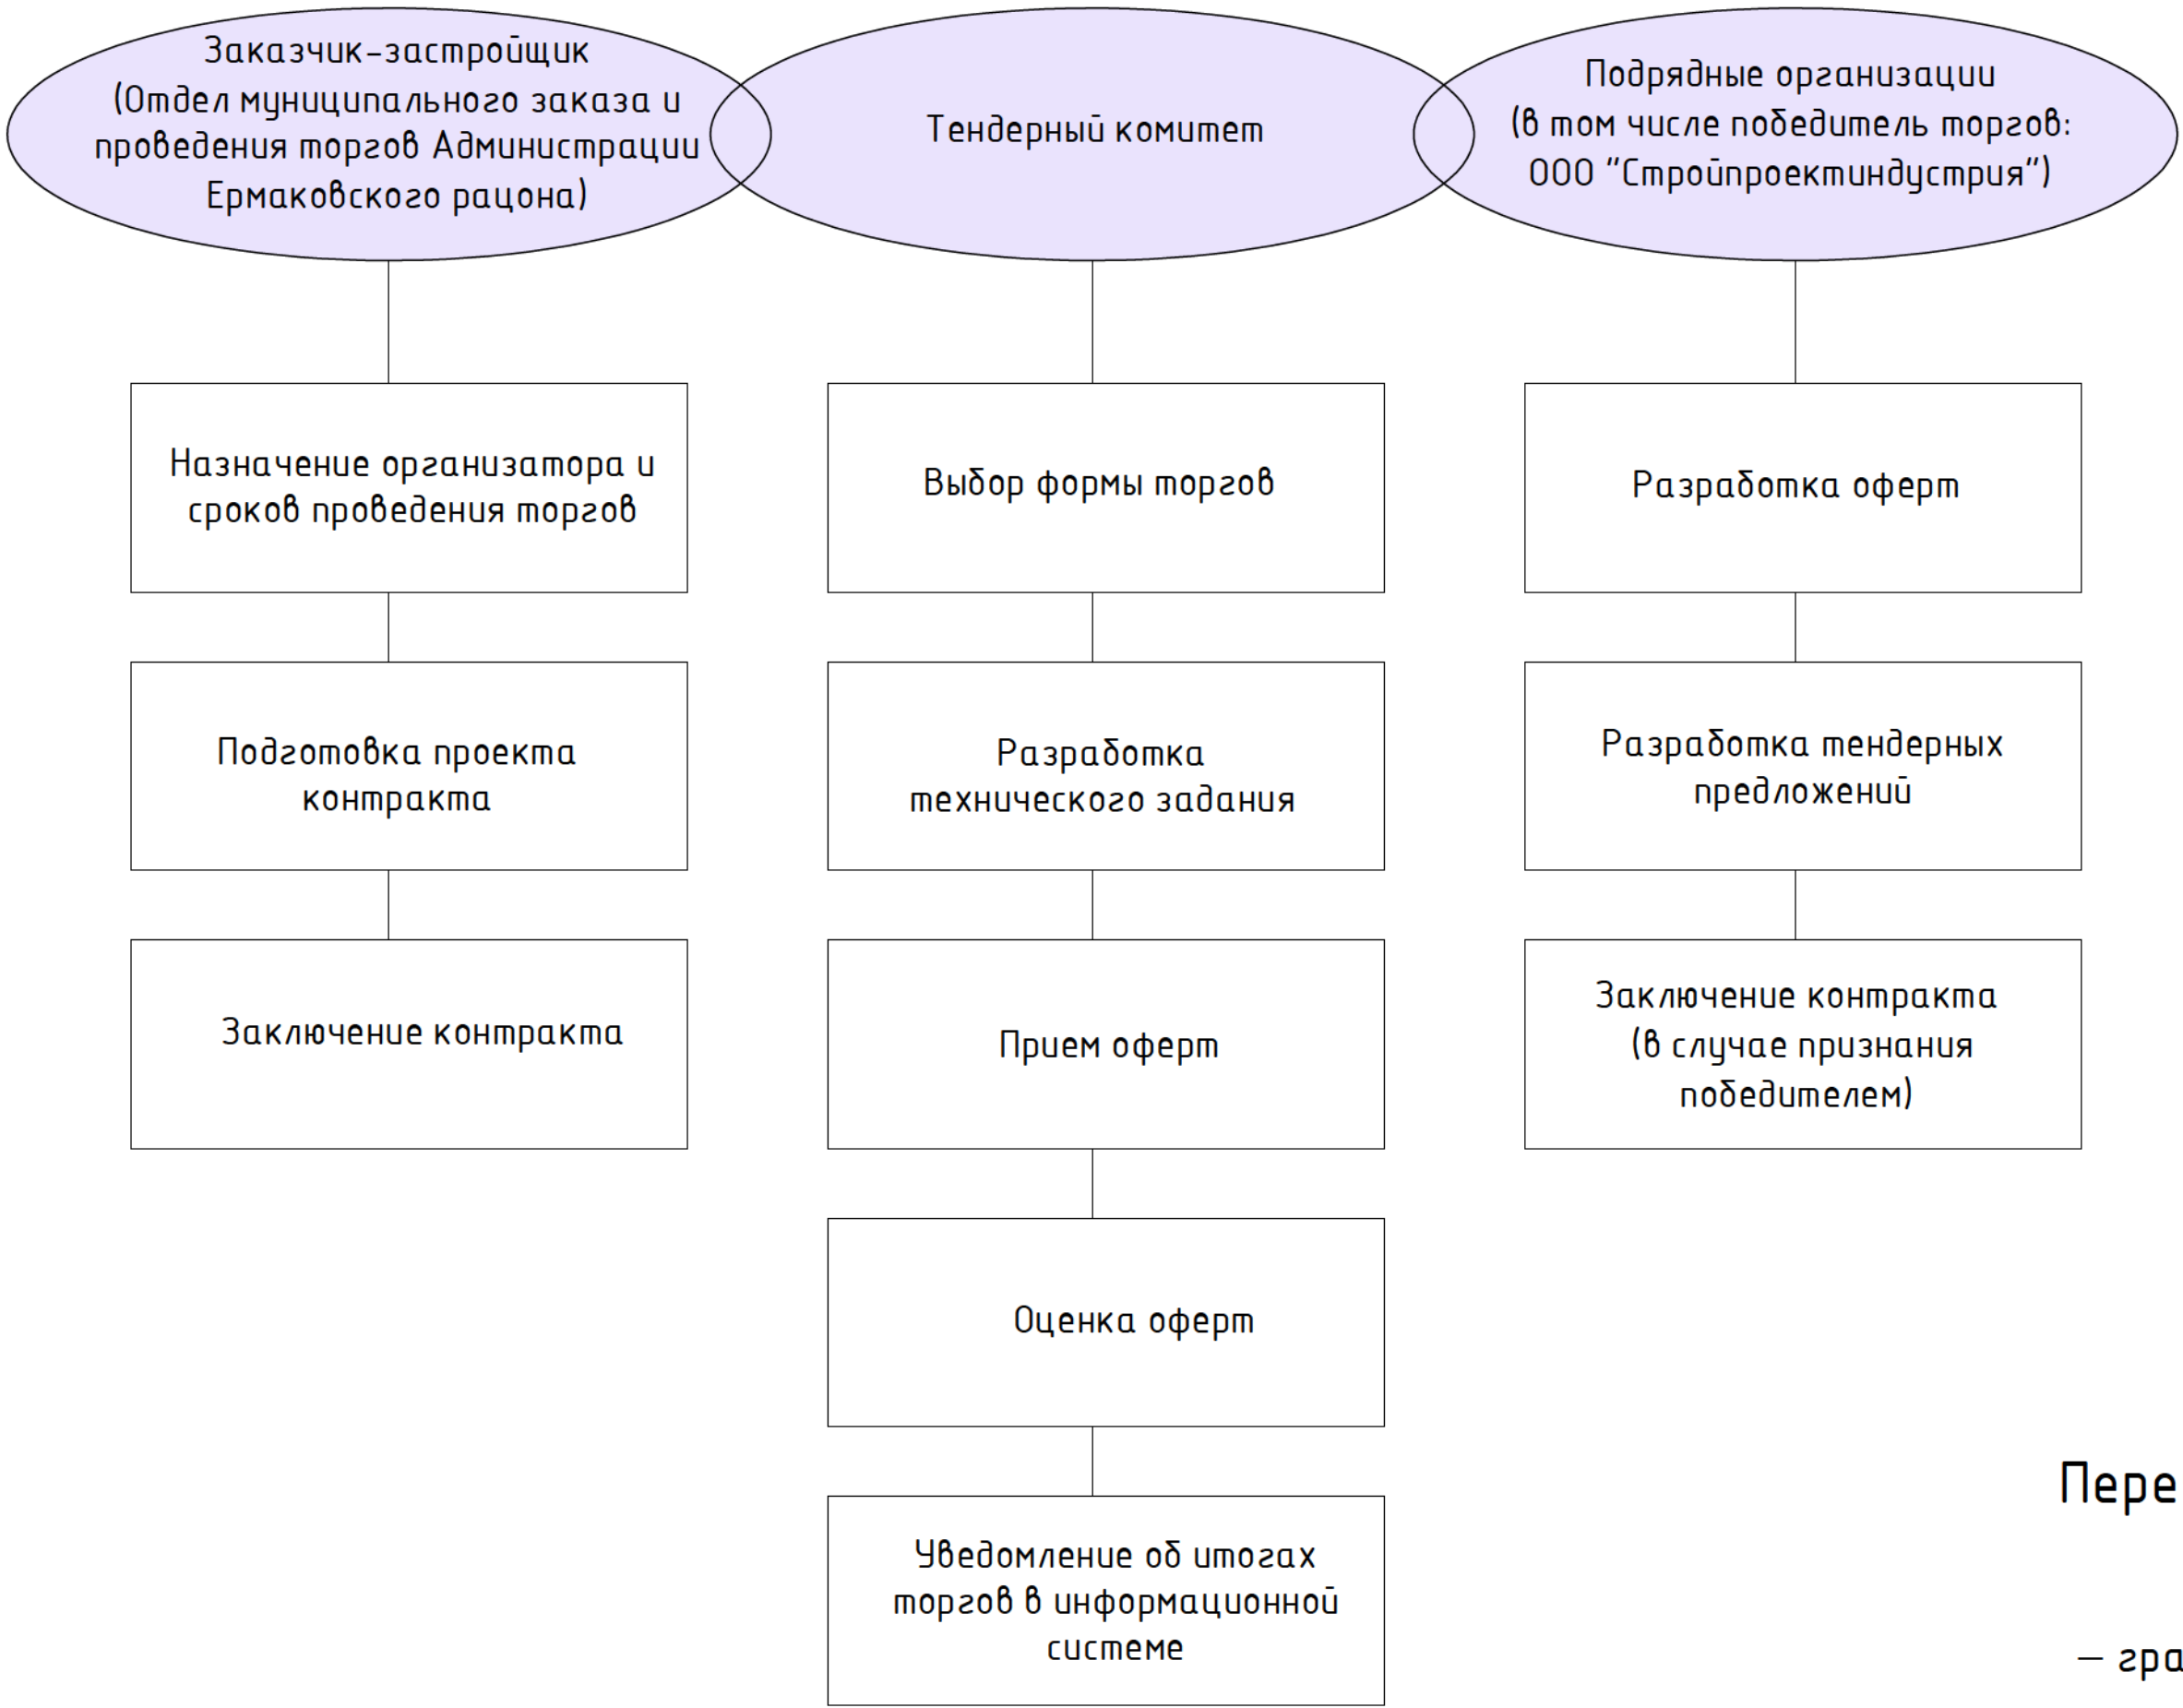 Заказчик-застройщик
(Отдел муниципального заказа и
проведения торгов Администрации
Ермаковского рацона)
Тендерный комитет
Подрядные организации
(в том числе победитель торгов:
ООО "Стройпроектиндустрия")
Назначение организатора и
сроков проведения торгов
Подготовка проекта
контракта
Заключение контракта
Выбор формы торгов
Разработка
технического задания
Прием оферт
Оценка оферт
Уведомление об итогах
торгов в информационной
системе
Разработка оферт
Разработка тендерных
предложений
Заключение контракта
(в случае признания
победителем)
Пере
– гра